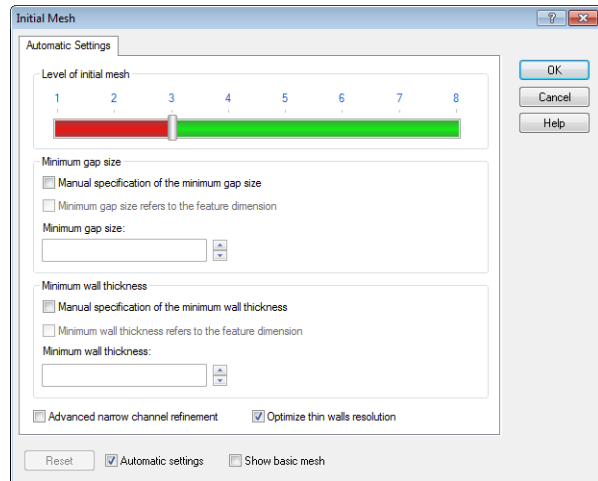 Initial Mesh
Automatic Settings
Level of initial mesh
1 2 3 4 5 6 7 8
OK
Cancel
Help
Minimum gap size
Manual specification of the minimum gap size
Minimum gap size refers to the feature dimension
Minimum gap size:
Minimum wall thickness
Manual specification of the minimum wall thickness
Minimum wall thickness refers to the feature dimension
Minimum wall thickness:
Advanced narrow channel refinement Optimize thin walls resolution
Reset Automatic settings Show basic mesh